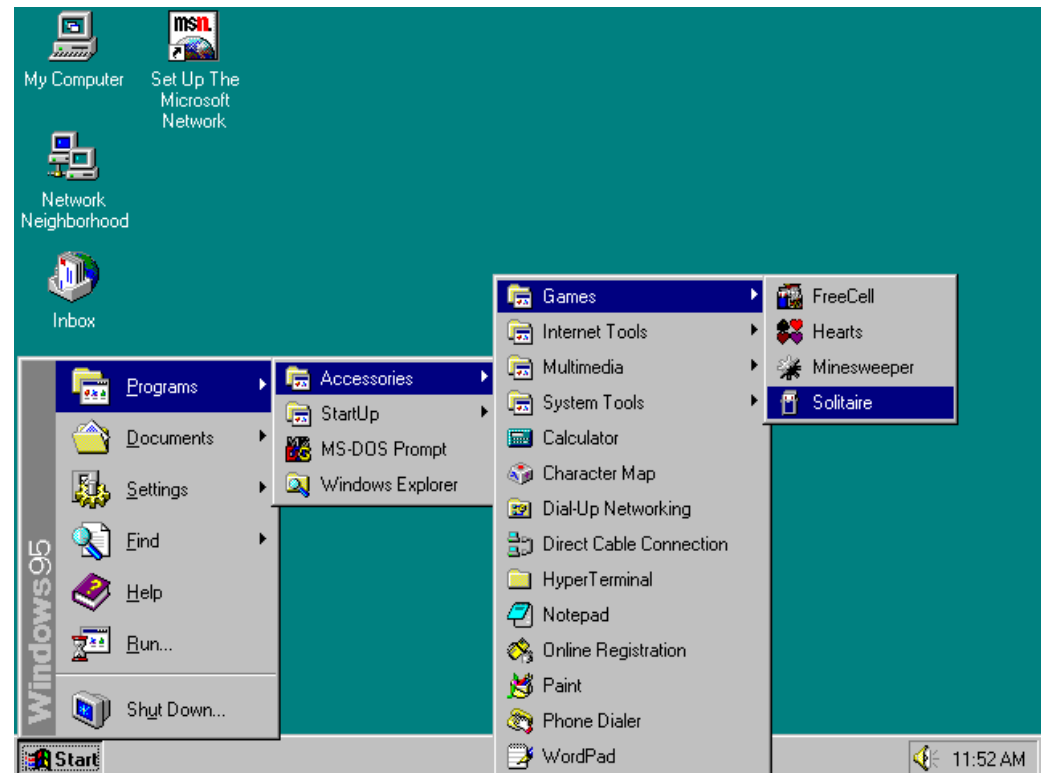 My Computer
msn.
Set Up The
Microsoft
Network
Network
Neighborhood
Inbox
Programs
Documents
Settings
Find
Help
Run...
Shut Down...
Windows95
Accessories
StartUp
MS-DOS Prompt
Windows Explorer
Games
Internet Tools
Multimedia
System Tools
Calculator
Character Map
Dial-Up Networking
Direct Cable Connection
HyperTerminal
Notepad
Online Registration
Paint
Phone Dialer
WordPad
FreeCell
Hearts
Minesweeper
Solitaire
Start
11:52 AM